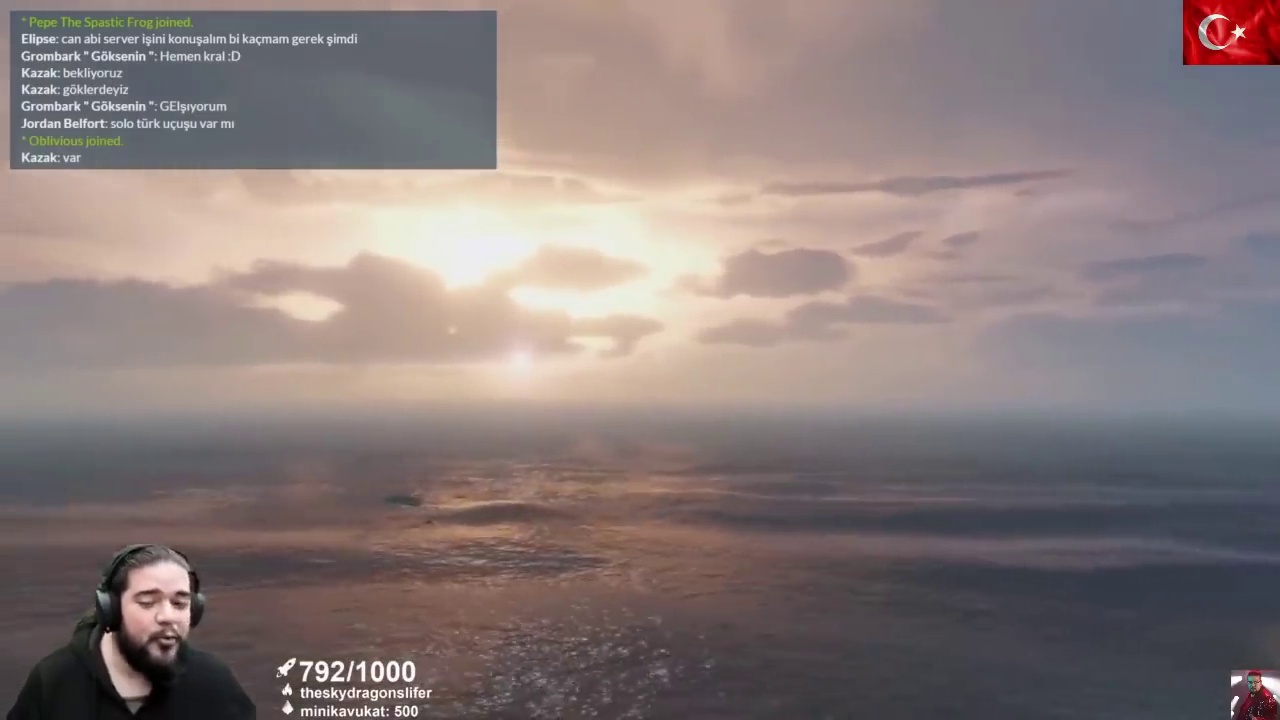 * Pepe The Spastic Frog joined.
Elipse: can abi server işini konuşalım bi kaçmam gerek şimdi
Grombark " Göksenin ": Hemen kral :D
Kazak: bekliyoruz
Kazak: göklerdeyiz
Grombark " Göksenin ": GElşıyorum
Jordan Belfort: solo türk uçuşu var mı
* Oblivious joined.
Kazak: var
792/1000
theskydragonslifer
minikavukat: 500